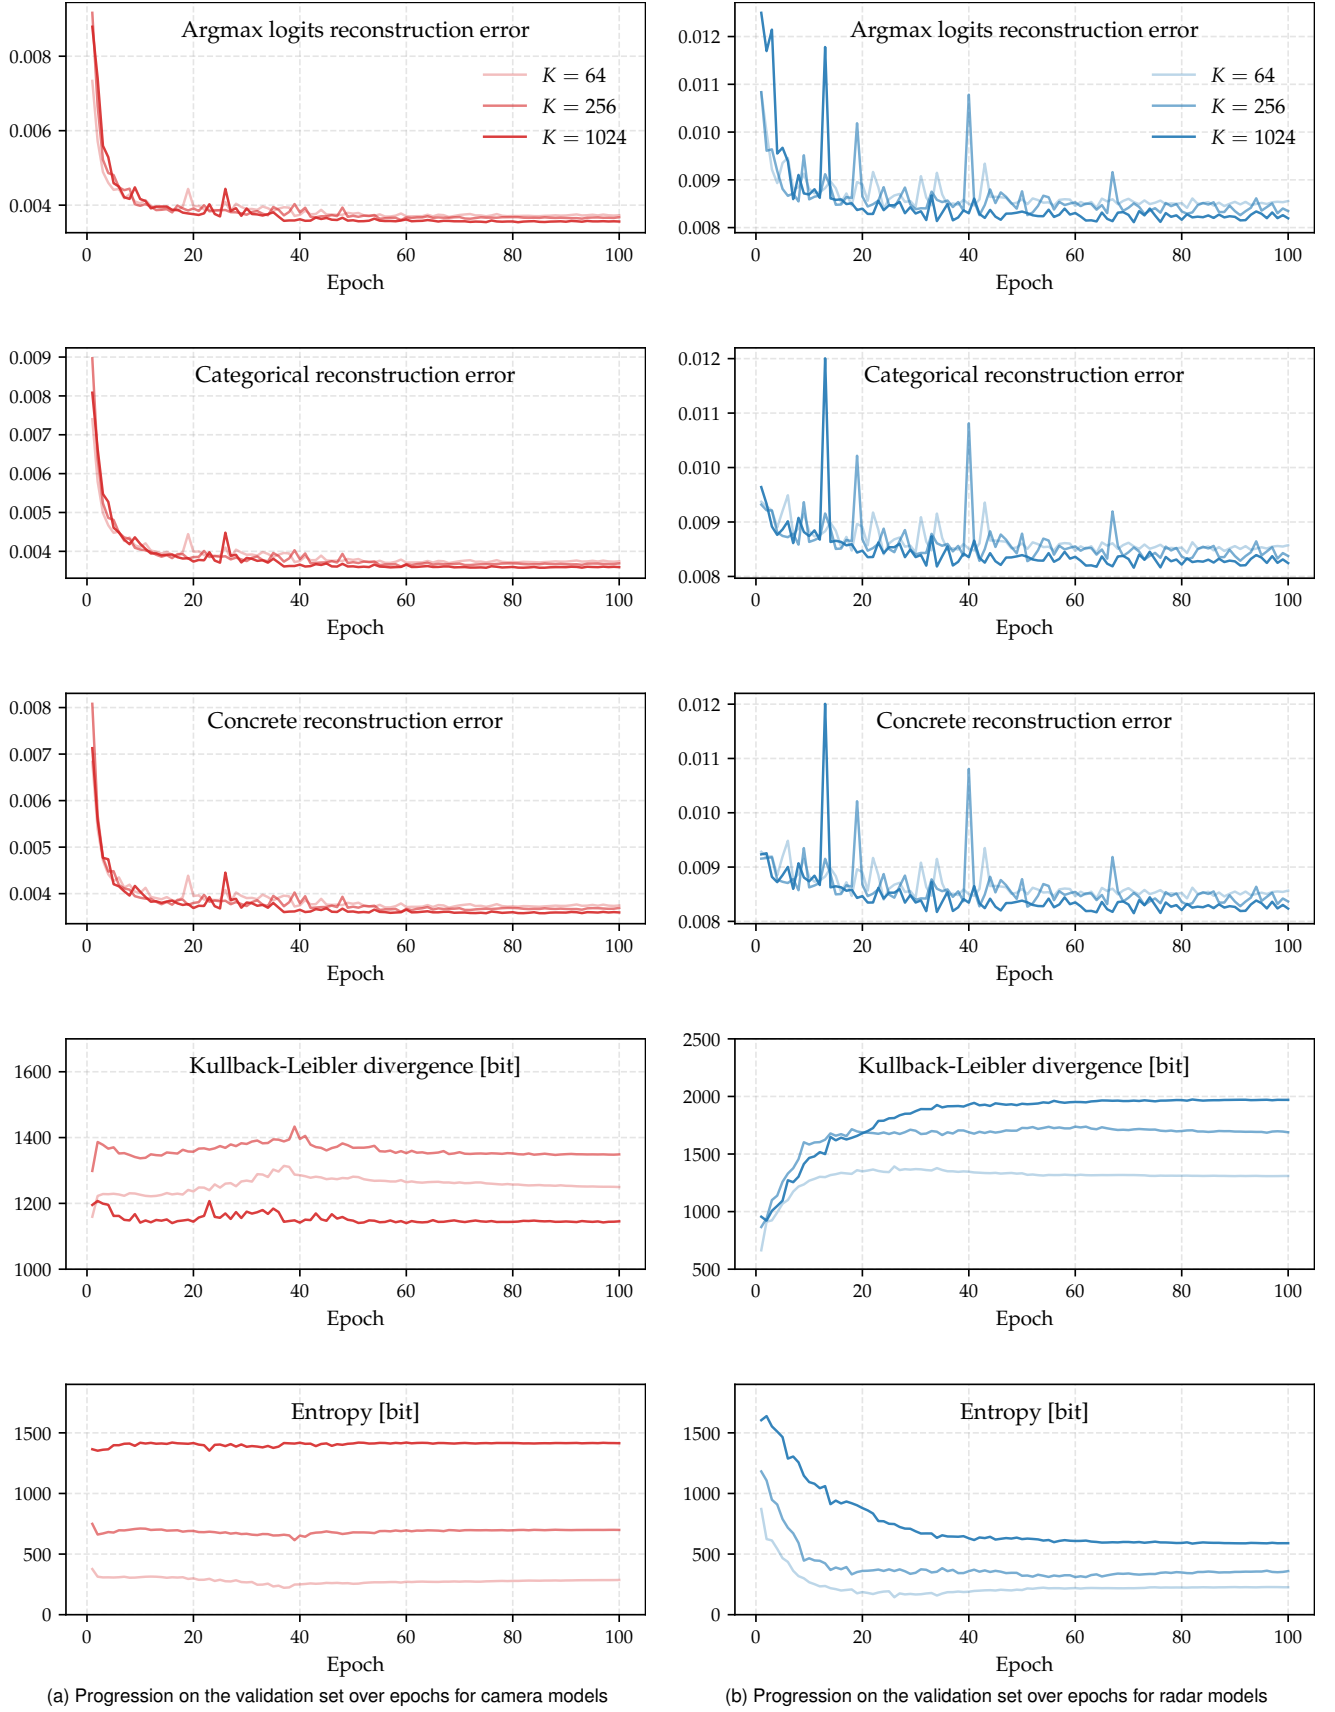 Argmax logits reconstruction error
K = 64
K = 256
K = 1024
0.008
0.006
0.004
0 20 40 60 80 100
Epoch
Argmax logits reconstruction error
K = 64
K = 256
K = 1024
0.012
0.011
0.010
0.009
0.008
0 20 40 60 80 100
Epoch
Categorical reconstruction error
0.009
0.008
0.007
0.006
0.005
0.004
0 20 40 60 80 100
Epoch
Categorical reconstruction error
0.012
0.011
0.010
0.009
0.008
0 20 40 60 80 100
Epoch
Concrete reconstruction error
0.008
0.007
0.006
0.005
0.004
0 20 40 60 80 100
Epoch
Concrete reconstruction error
0.012
0.011
0.010
0.009
0.008
0 20 40 60 80 100
Epoch
Kullback-Leibler divergence [bit]
1600
1400
1200
1000
0 20 40 60 80 100
Epoch
Kullback-Leibler divergence [bit]
2500
2000
1500
1000
500
0 20 40 60 80 100
Epoch
Entropy [bit]
1500
1000
500
0
0 20 40 60 80 100
Epoch
Entropy [bit]
1500
1000
500
0
0 20 40 60 80 100
Epoch
(a) Progression on the validation set over epochs for camera models
(b) Progression on the validation set over epochs for radar models